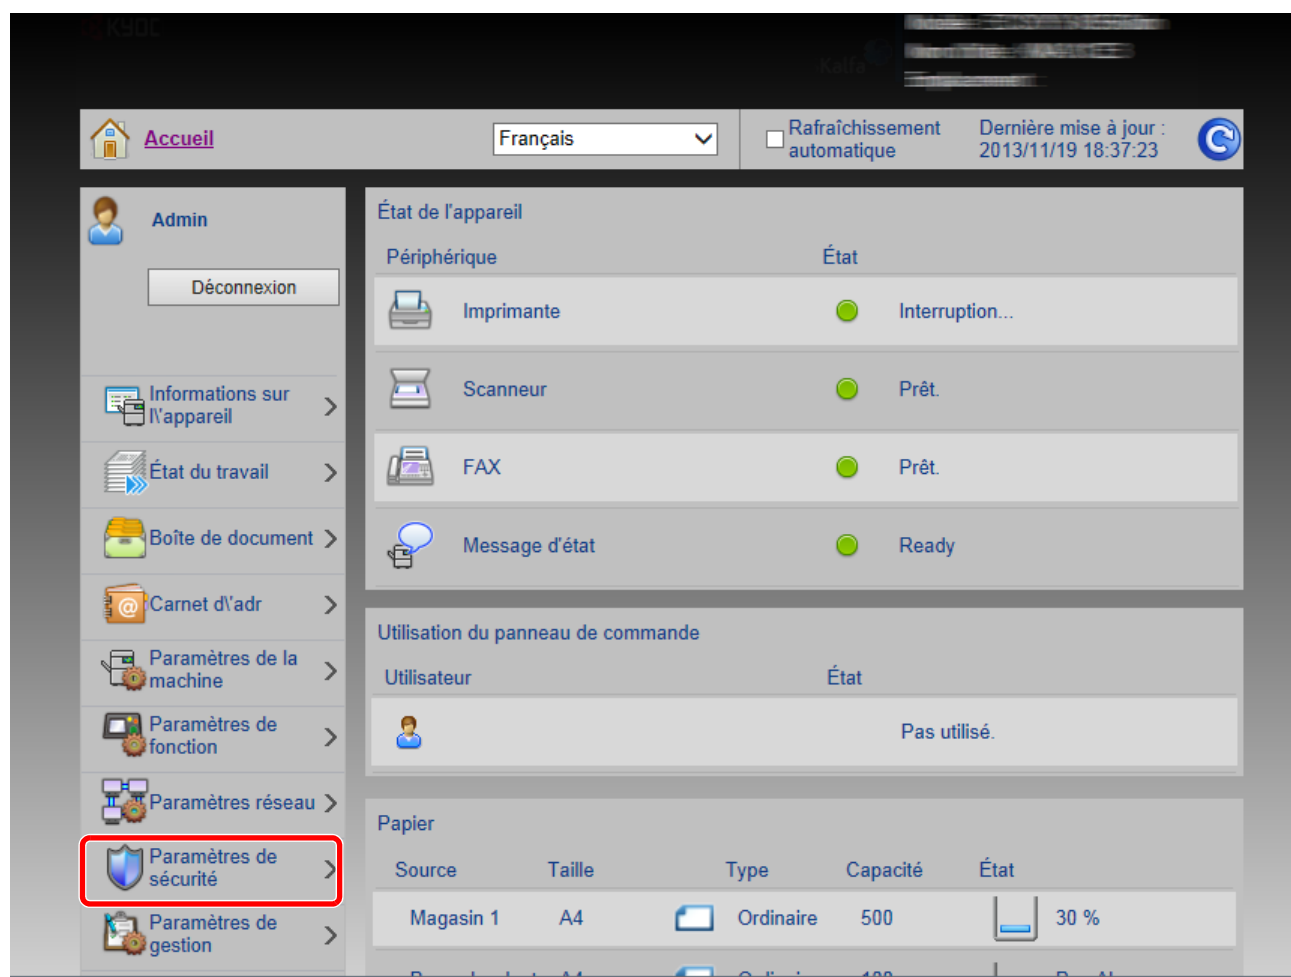 KYOC
Kalfa
Accueil
Français
Rafraîchissement
automatique
Dernière mise à jour :
2013/11/19 18:37:23
Admin
Déconnexion
Informations sur
l\'appareil
État du travail
Boîte de document
Carnet d\'adr
Paramètres de la
machine
Paramètres de
fonction
Paramètres réseau
Paramètres de
sécurité
Paramètres de
gestion
État de l'appareil
Périphérique État
Imprimante Interruption...
Scanneur Prêt.
FAX Prêt.
Message d'état Ready
Utilisation du panneau de commande
Utilisateur État
Pas utilisé.
Papier
Source Taille Type Capacité État
Magasin 1 A4 Ordinaire 500 30 %